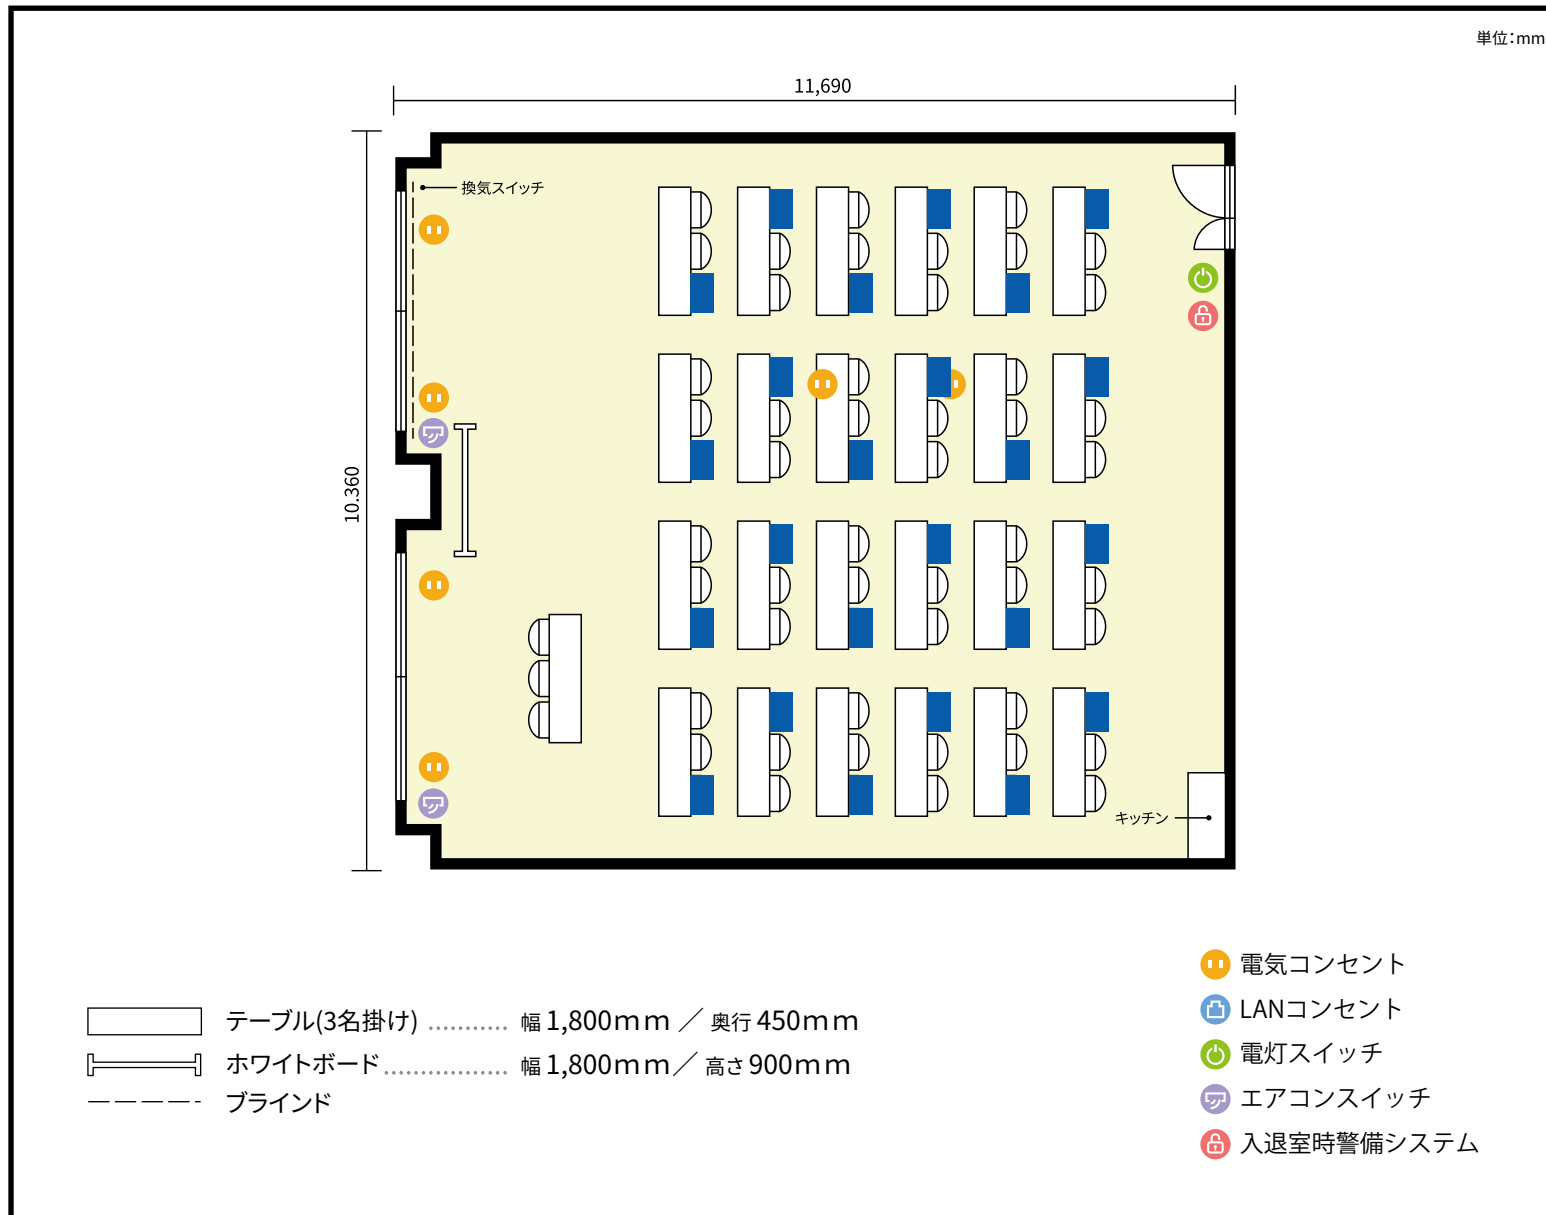 単位:mm
11,690
換気スイッチ
10.360
キッチン
テーブル(3名掛け) ........... 幅 1,800mm ／ 奥行 450mm
ホワイトボード................. 幅 1,800mm ／ 高さ 900mm
ブラインド
電気コンセント
LANコンセント
電灯スイッチ
エアコンスイッチ
入退室時警備システム